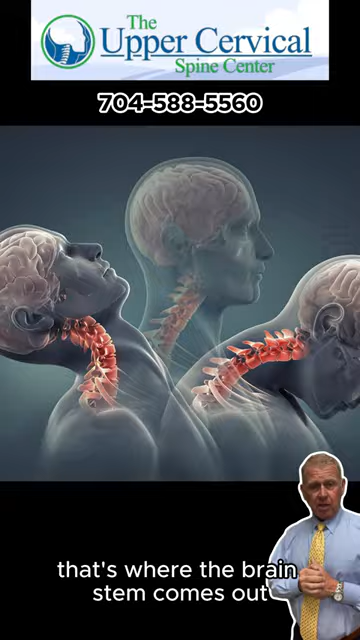 The
Upper Cervical
Spine Center
704-588-5560
that's where the brain
stem comes out